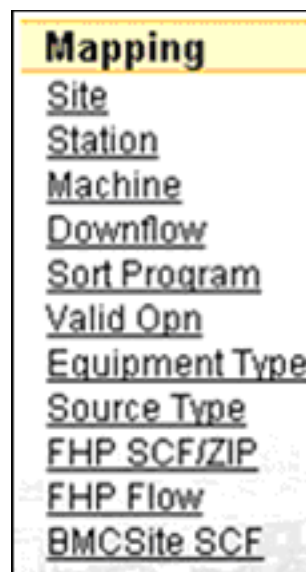 Mapping
Site
Station
Machine
Downflow
Sort Program
Valid Opn
Equipment Type
Source Type
FHP SCF/ZIP
FHP Flow
BMCSite SCF